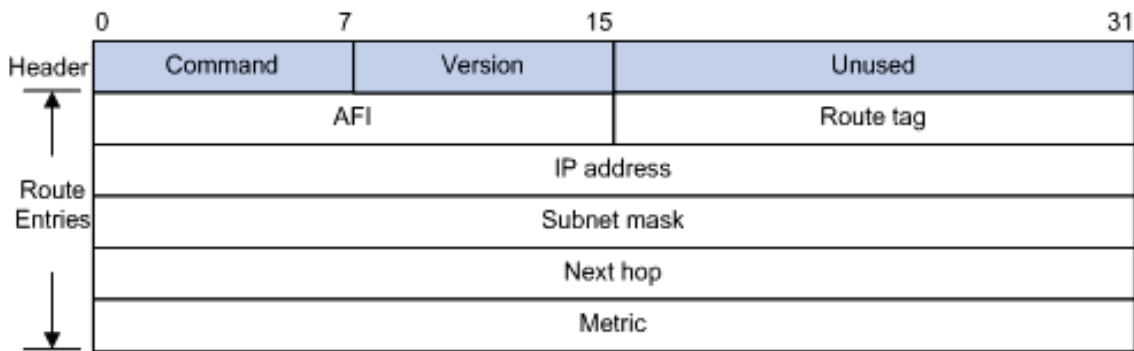 0 7 15 31
Header Command Version Unused
AFI Route tag
IP address
Route
Entries
Subnet mask
Next hop
Metric